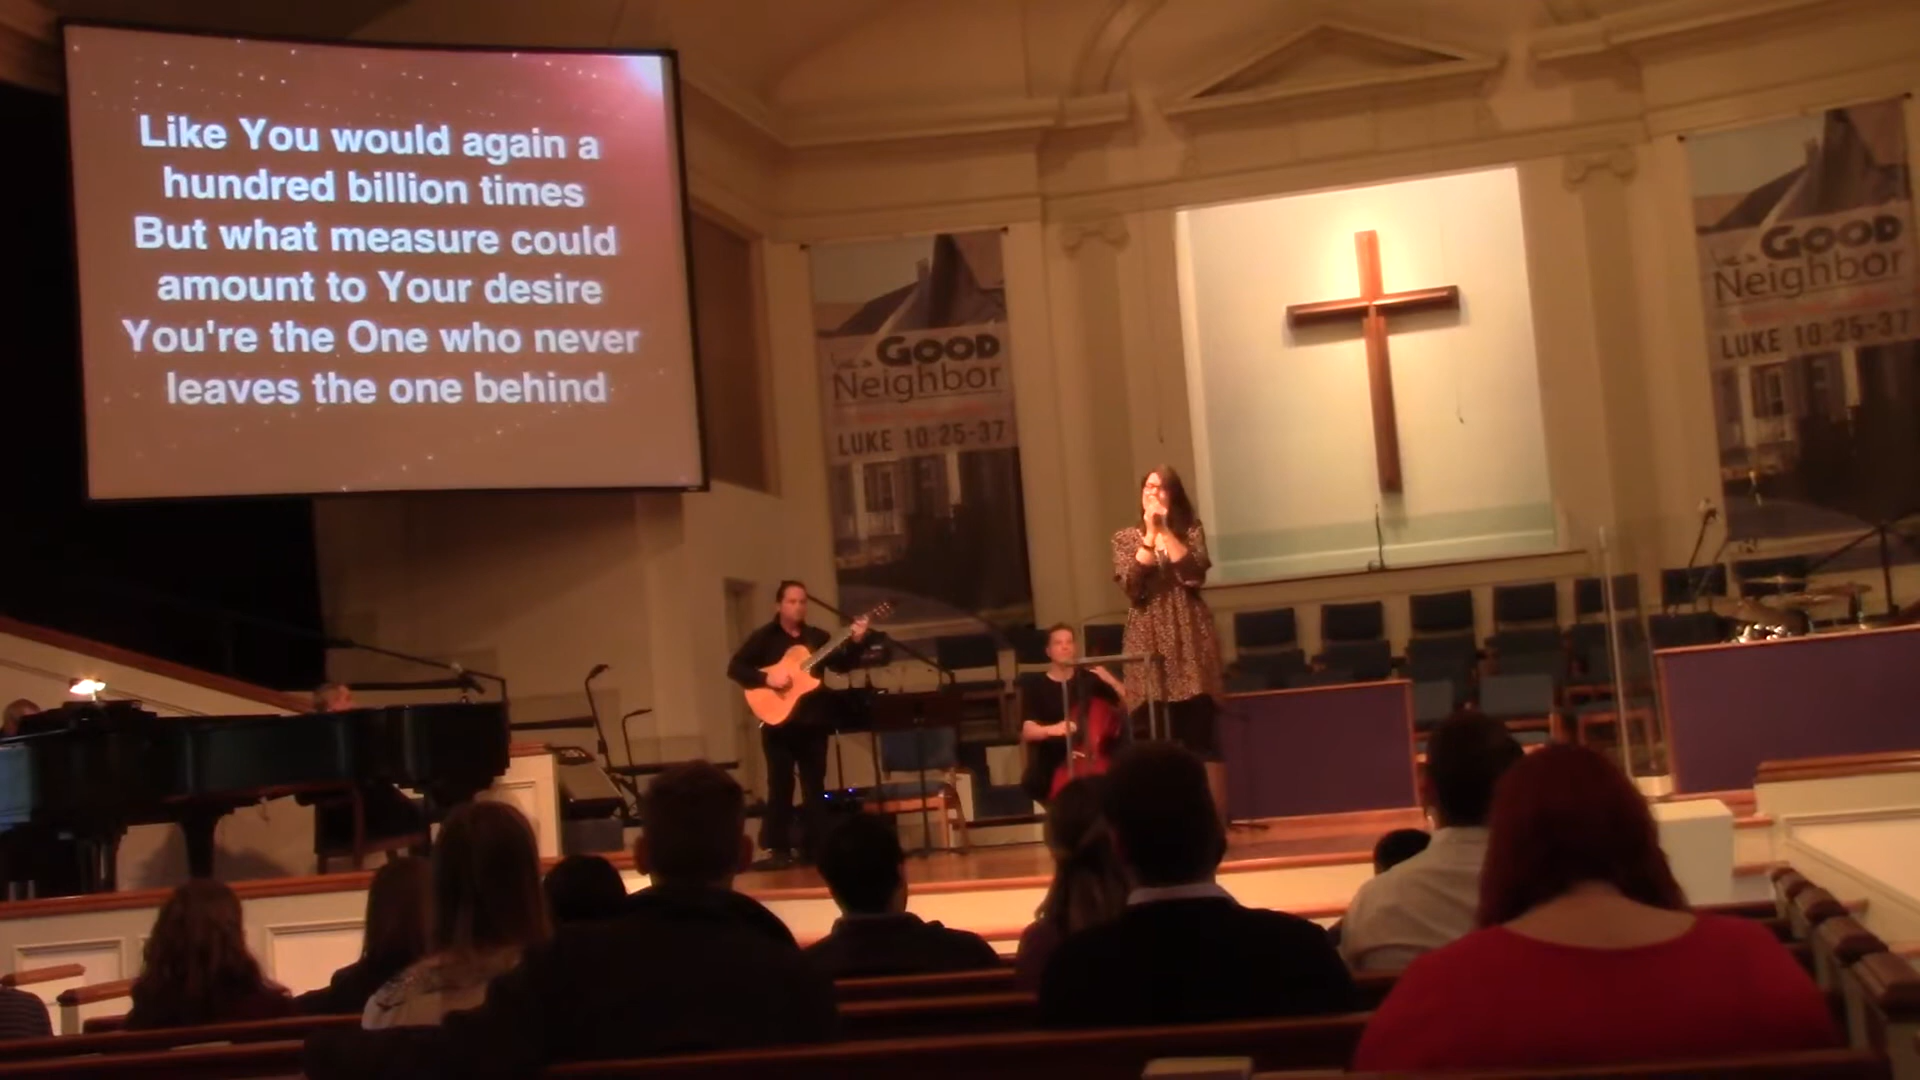 Like You would again a
hundred billion times
But what measure could
amount to Your desire
You're the One who never
leaves the one behind
GOOD
Neighbor
LUKE 10:25-37
GOOD
Neighbor
LUKE 10:25-37